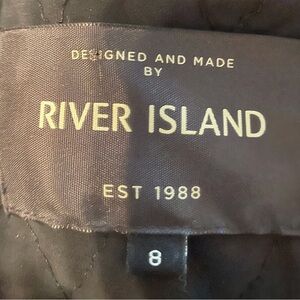 DESIGNED AND MADE
BY
RIVER ISLAND
EST 1988
8